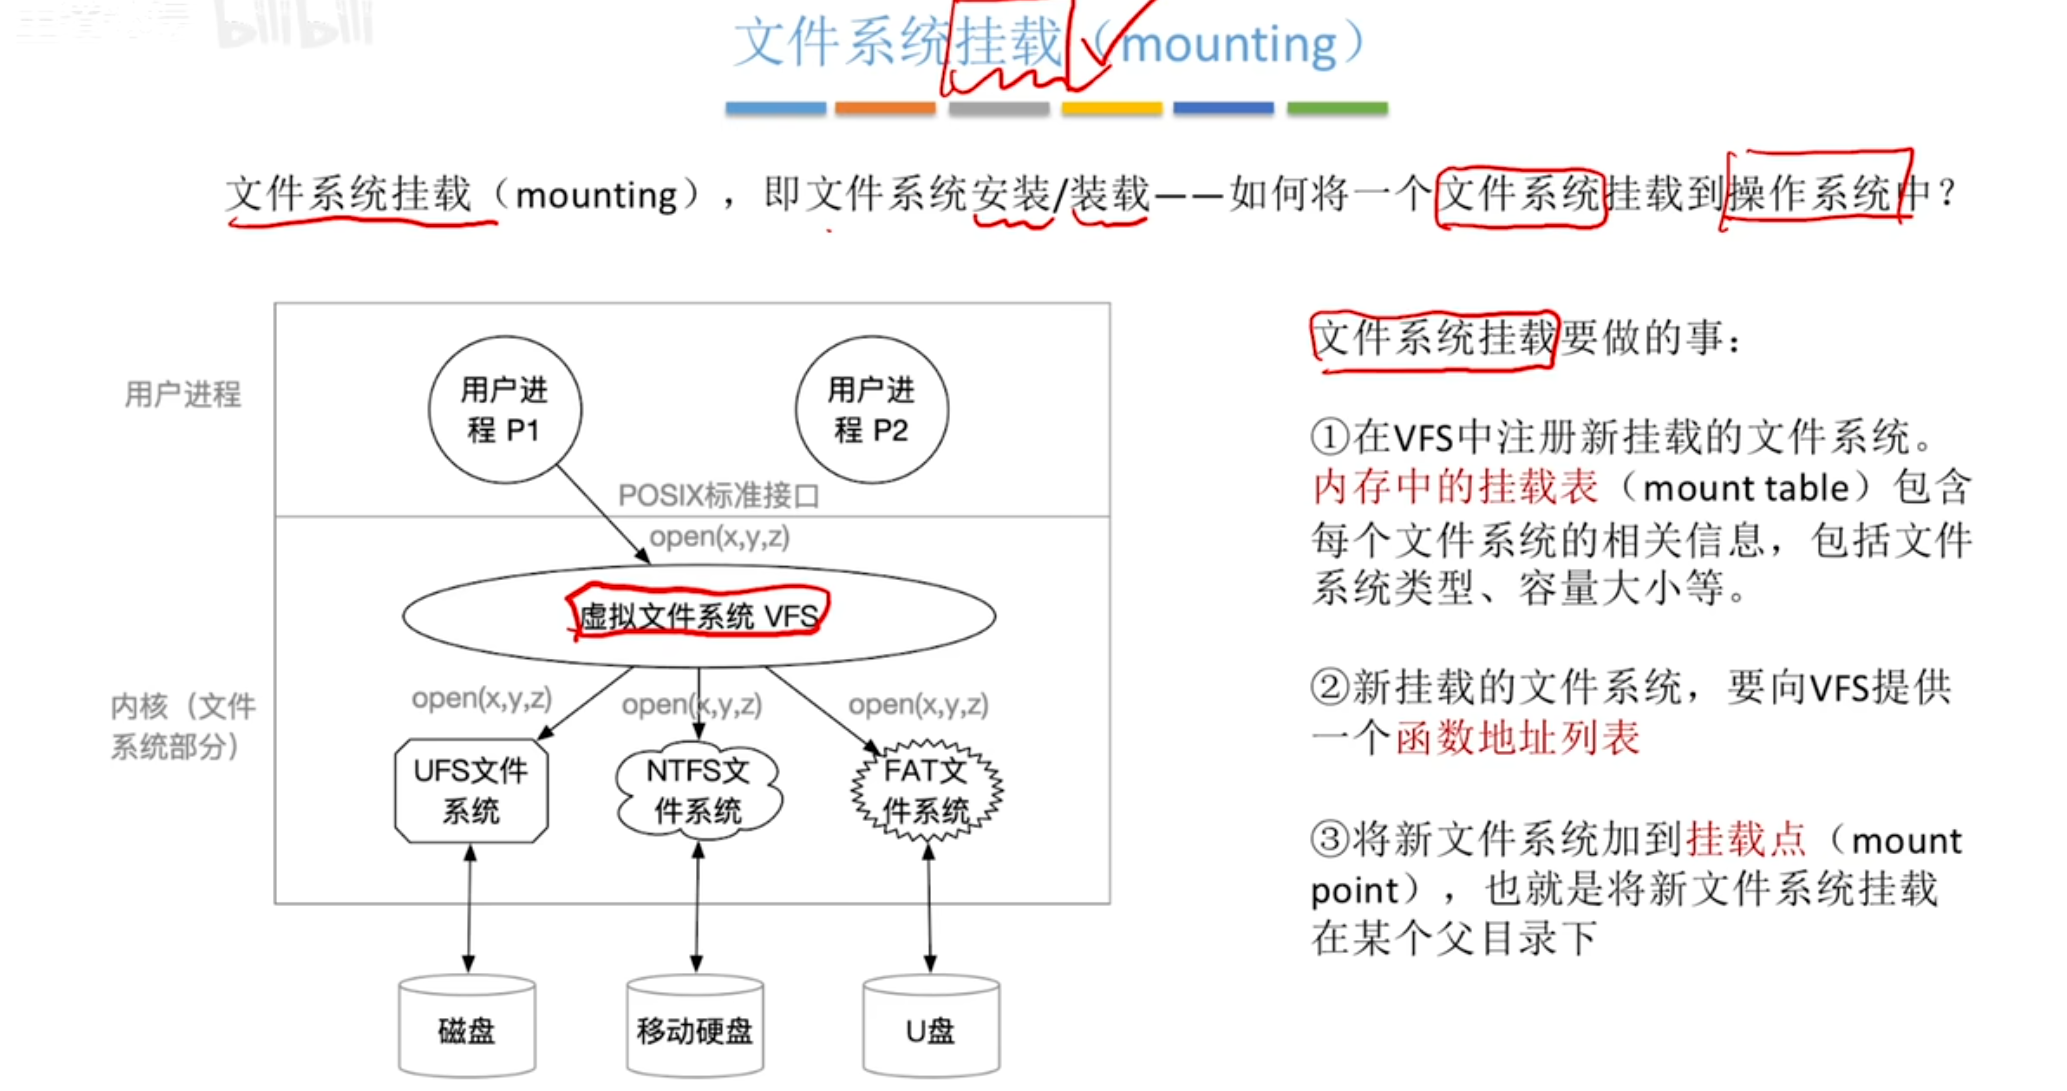 bilibili
文件系统挂载（mounting）
文件系统挂载（mounting），即文件系统安装/装载——如何将一个文件系统挂载到操作系统中？
用户进程
用户进
程 P1
用户进
程 P2
POSIX标准接口
open(x,y,z)
虚拟文件系统 VFS
内核（文件
系统部分）
open(x,y,z)
open(x,y,z)
open(x,y,z)
UFS文件
系统
NTFS文
件系统
FAT文
件系统
磁盘
移动硬盘
U盘
文件系统挂载要做的事：
①在VFS中注册新挂载的文件系统。
内存中的挂载表（mount table）包含
每个文件系统的相关信息，包括文件
系统类型、容量大小等。
②新挂载的文件系统，要向VFS提供
一个函数地址列表
③将新文件系统加到挂载点（mount
point），也就是将新文件系统挂载
在某个父目录下